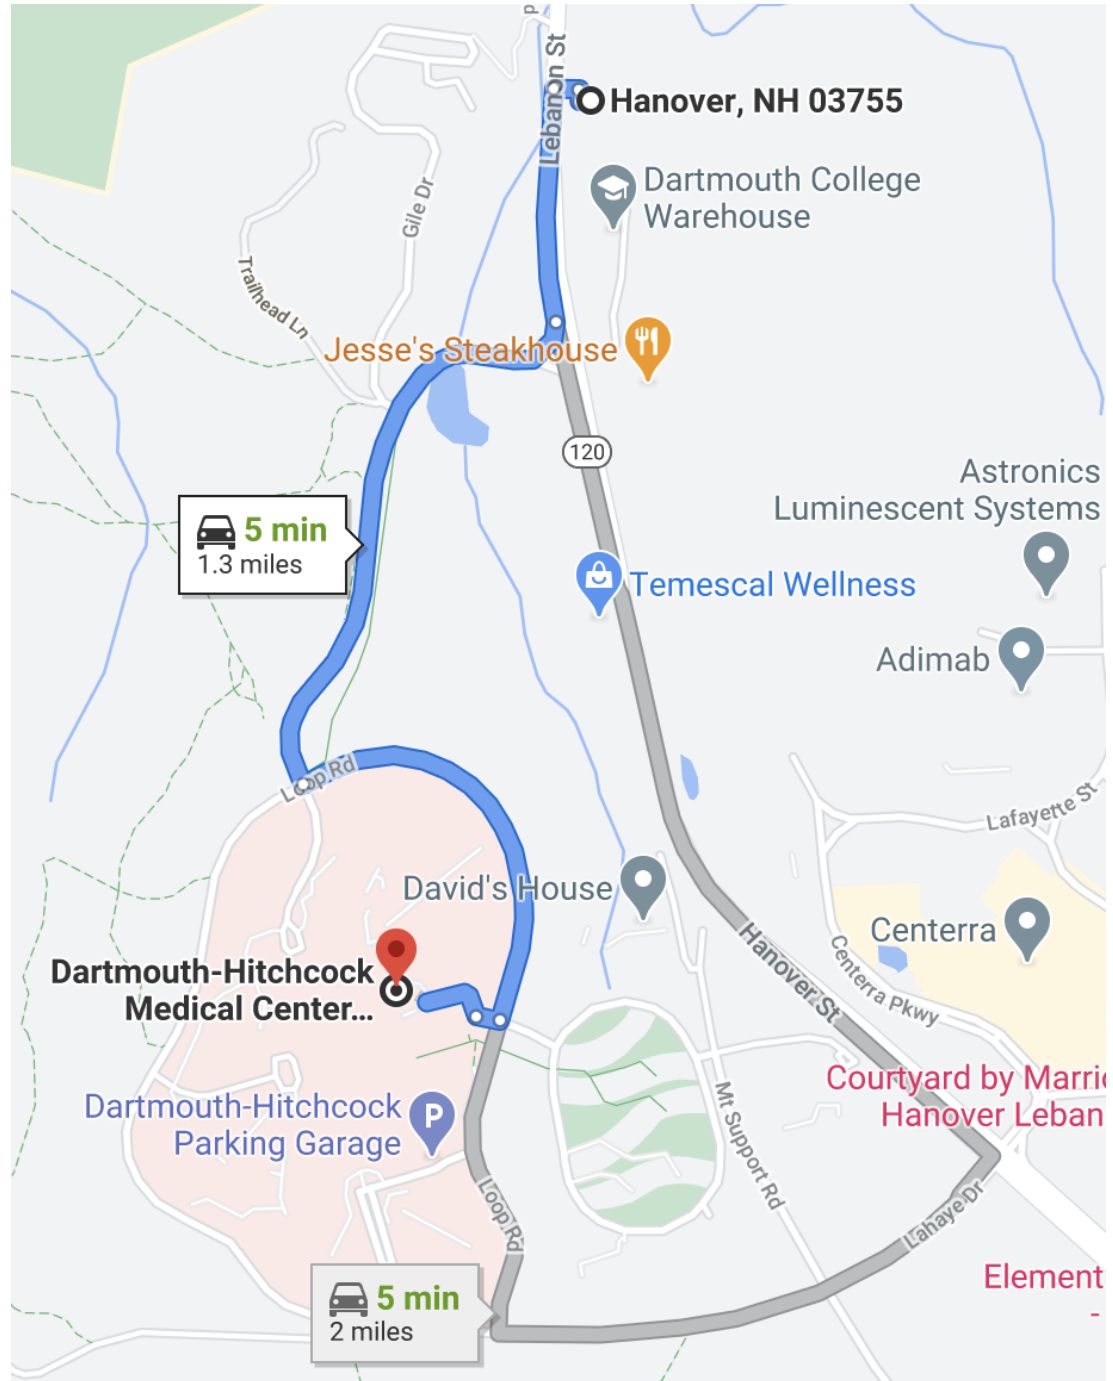 Lebanon St
Hanover, NH 03755
Dartmouth College
Warehouse
Gile Dr
Trailhead Ln
Jesse's Steakhouse
120
Astronics
Luminescent Systems
5 min
1.3 miles
Temescal Wellness
Adimab
Loop Rd
Lafayette St
David's House
Centerra
Hanover St
Centerra Pkwy
Dartmouth-Hitchcock
Medical Center...
Courtyard by Marri
Hanover Leban
Dartmouth-Hitchcock
Parking Garage
P
Mt Support Rd
Loop Rd
Lahaye Dr
Element
-
5 min
2 miles